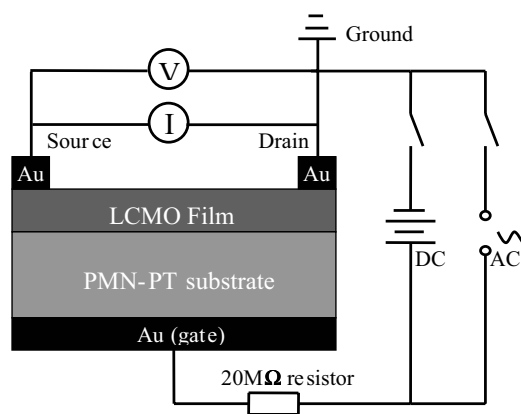 Ground
V
I
Source
Drain
Au
Au
LCMO Film
PMN-PT substrate
Au (gate)
DC
AC
20MΩ resistor